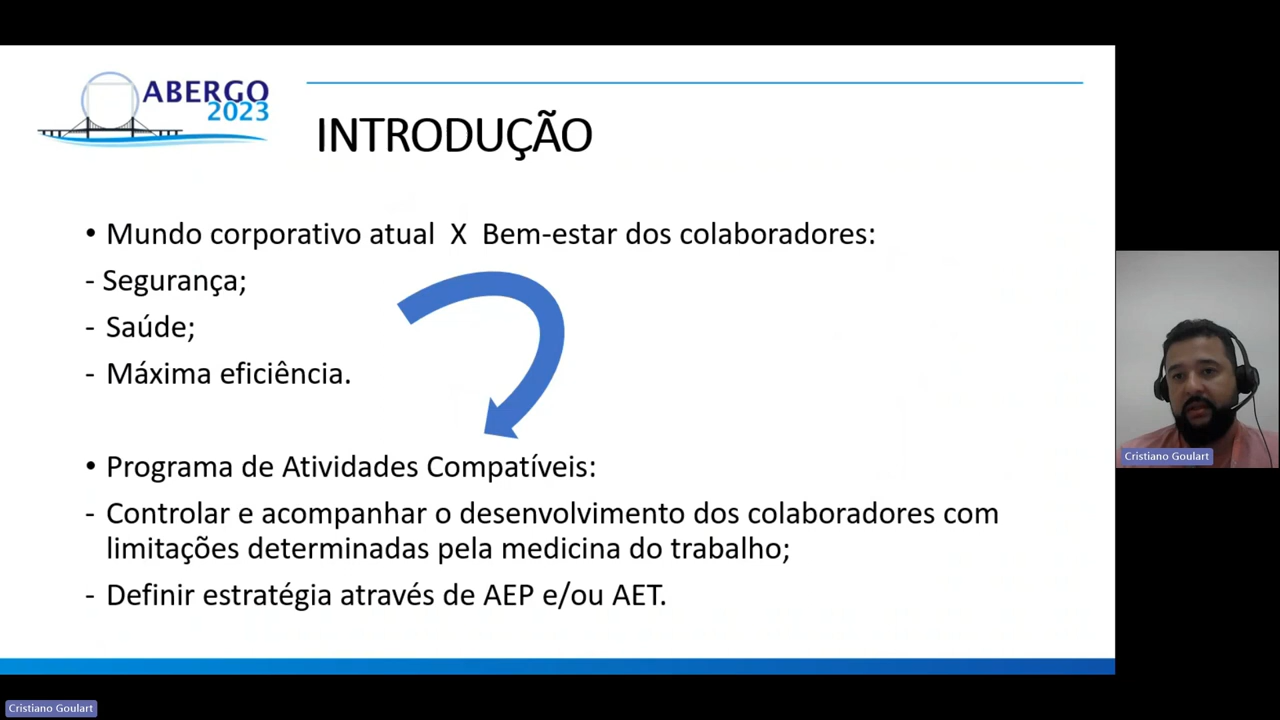 ABERGO
2023
INTRODUÇÃO
• Mundo corporativo atual X Bem-estar dos colaboradores:
- Segurança;
- Saúde;
- Máxima eficiência.
• Programa de Atividades Compatíveis:
- Controlar e acompanhar o desenvolvimento dos colaboradores com
limitações determinadas pela medicina do trabalho;
- Definir estratégia através de AEP e/ou AET.
Cristiano Goulart
Cristiano Goulart